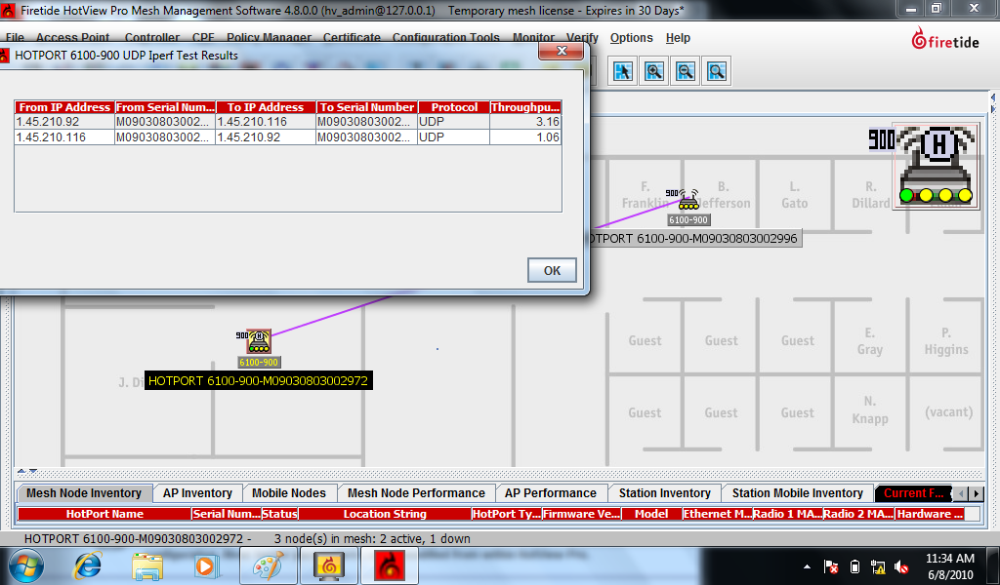 Firetide HotView Pro Mesh Management Software 4.8.0.0 (hv_admin@127.0.0.1) Temporary mesh license - Expires in 30 Days*
File Access Point Controller CPE Policy Manager Certificate Configuration Tools Monitor Verify Options Help
firetide
HOTPORT 6100-900 UDP Iperf Test Results
From IP Address From Serial Num... To IP Address To Serial Number Protocol Throughpu...
1.45.210.92 M09030803002... 1.45.210.116 M09030803002... UDP 3.16
1.45.210.116 M09030803002... 1.45.210.92 M09030803002... UDP 1.06
OK
900 H
F. Franklin
B. Jefferson
L. Gato
R. Dillard
900
6100-900
HOTPORT 6100-900-M09030803002996
900 H
6100-900
HOTPORT 6100-900-M09030803002972
Guest Guest Guest
E. Gray
P. Higgins
Guest Guest Guest
N. Knapp
(vacant)
Mesh Node Inventory AP Inventory Mobile Nodes Mesh Node Performance AP Performance Station Inventory Station Mobile Inventory Current F...
HotPort Name Serial Num... Status Location String HotPort Ty... Firmware Ve... Model Ethernet M... Radio 1 MA... Radio 2 MA... Hardware ...
HOTPORT 6100-900-M09030803002972 - 3 node(s) in mesh: 2 active, 1 down
11:34 AM
6/8/2010